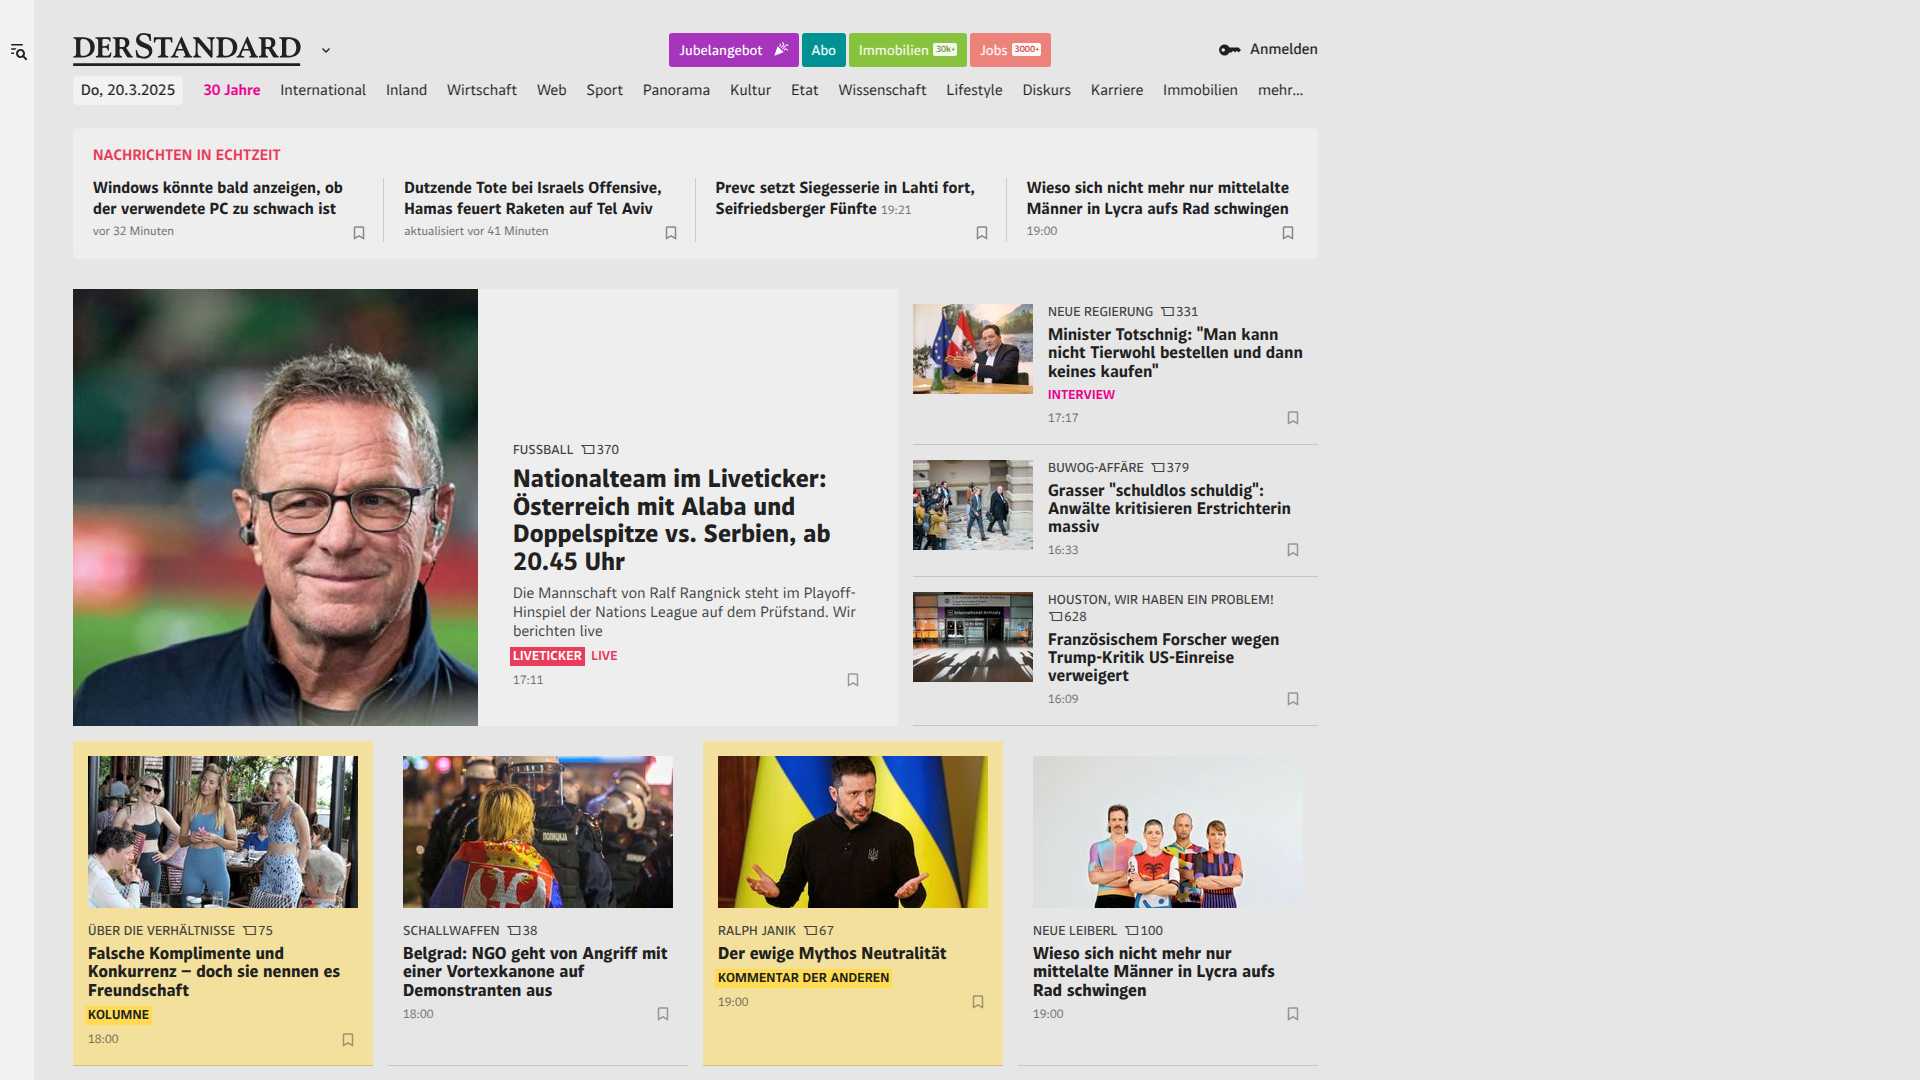 DERSTANDARD
Jubelangebot
Abo
Immobilien 30k+
Jobs 3000+
Anmelden
Do, 20.3.2025
30 Jahre
International
Inland
Wirtschaft
Web
Sport
Panorama
Kultur
Etat
Wissenschaft
Lifestyle
Diskurs
Karriere
Immobilien
mehr...
NACHRICHTEN IN ECHTZEIT
Windows könnte bald anzeigen, ob
der verwendete PC zu schwach ist
vor 32 Minuten
Dutzende Tote bei Israels Offensive,
Hamas feuert Raketen auf Tel Aviv
aktualisiert vor 41 Minuten
Prevc setzt Siegesserie in Lahti fort,
Seifriedsberger Fünfte 19:21
Wieso sich nicht mehr nur mittelalte
Männer in Lycra aufs Rad schwingen
19:00
FUSSBALL 370
Nationalteam im Liveticker:
Österreich mit Alaba und
Doppelspitze vs. Serbien, ab
20.45 Uhr
Die Mannschaft von Ralf Rangnick steht im Playoff-
Hinspiel der Nations League auf dem Prüfstand. Wir
berichten live
LIVETICKER LIVE
17:11
NEUE REGIERUNG 331
Minister Totschnig: "Man kann
nicht Tierwohl bestellen und dann
keines kaufen"
INTERVIEW
17:17
BUWOG-AFFÄRE 379
Grasser "schuldlos schuldig":
Anwälte kritisieren Erstrichterin
massiv
16:33
HOUSTON, WIR HABEN EIN PROBLEM!
628
Französischem Forscher wegen
Trump-Kritik US-Einreise
verweigert
16:09
ÜBER DIE VERHÄLTNISSE 75
Falsche Komplimente und
Konkurrenz – doch sie nennen es
Freundschaft
KOLUMNE
18:00
SCHALLWAFFEN 38
Belgrad: NGO geht von Angriff mit
einer Vortexkanone auf
Demonstranten aus
18:00
RALPH JANIK 67
Der ewige Mythos Neutralität
KOMMENTAR DER ANDEREN
19:00
NEUE LEIBERL 100
Wieso sich nicht mehr nur
mittelalte Männer in Lycra aufs
Rad schwingen
19:00